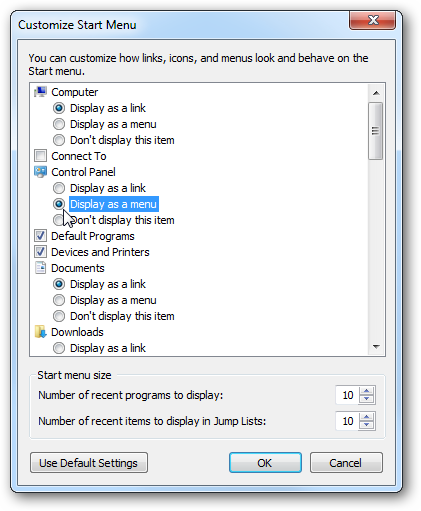 Customize Start Menu
You can customize how links, icons, and menus look and behave on the
Start menu.
Computer
Display as a link
Display as a menu
Don't display this item
Connect To
Control Panel
Display as a link
Display as a menu
Don't display this item
Default Programs
Devices and Printers
Documents
Display as a link
Display as a menu
Don't display this item
Downloads
Display as a link
Start menu size
Number of recent programs to display: 10
Number of recent items to display in Jump Lists: 10
Use Default Settings OK Cancel